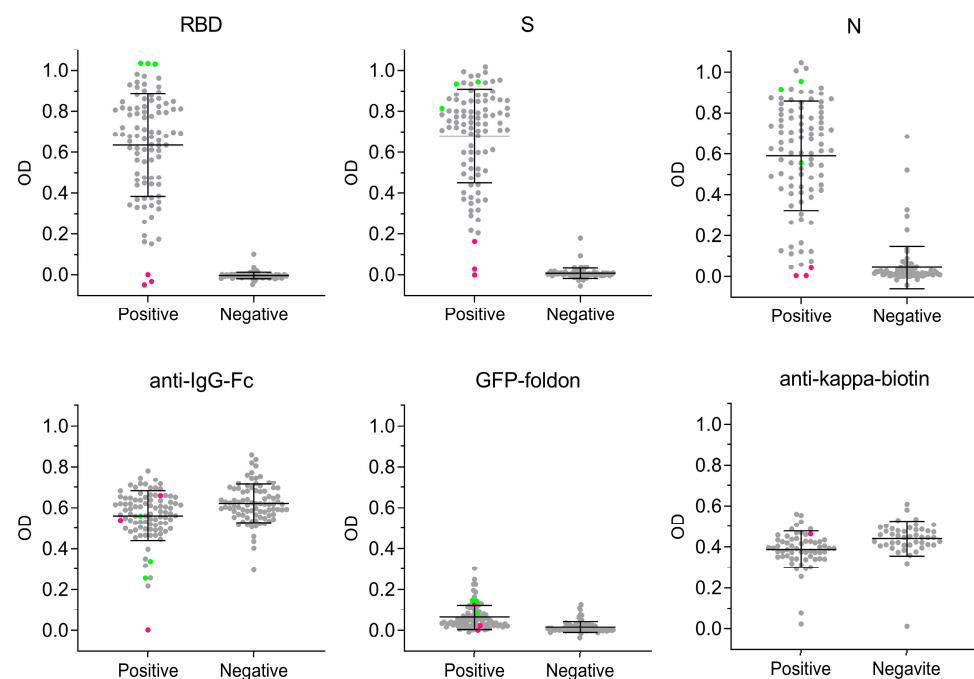 RBD
S
N
OD
1.0
0.8
0.6
0.4
0.2
0.0
Positive
Negative
OD
1.0
0.8
0.6
0.4
0.2
0.0
Positive
Negative
OD
1.0
0.8
0.6
0.4
0.2
0.0
Positive
Negative
anti-IgG-Fc
GFP-foldon
anti-kappa-biotin
OD
1.0
0.8
0.6
0.4
0.2
0.0
Positive
Negative
OD
1.0
0.8
0.6
0.4
0.2
0.0
Positive
Negative
OD
1.0
0.8
0.6
0.4
0.2
0.0
Positive
Negavite